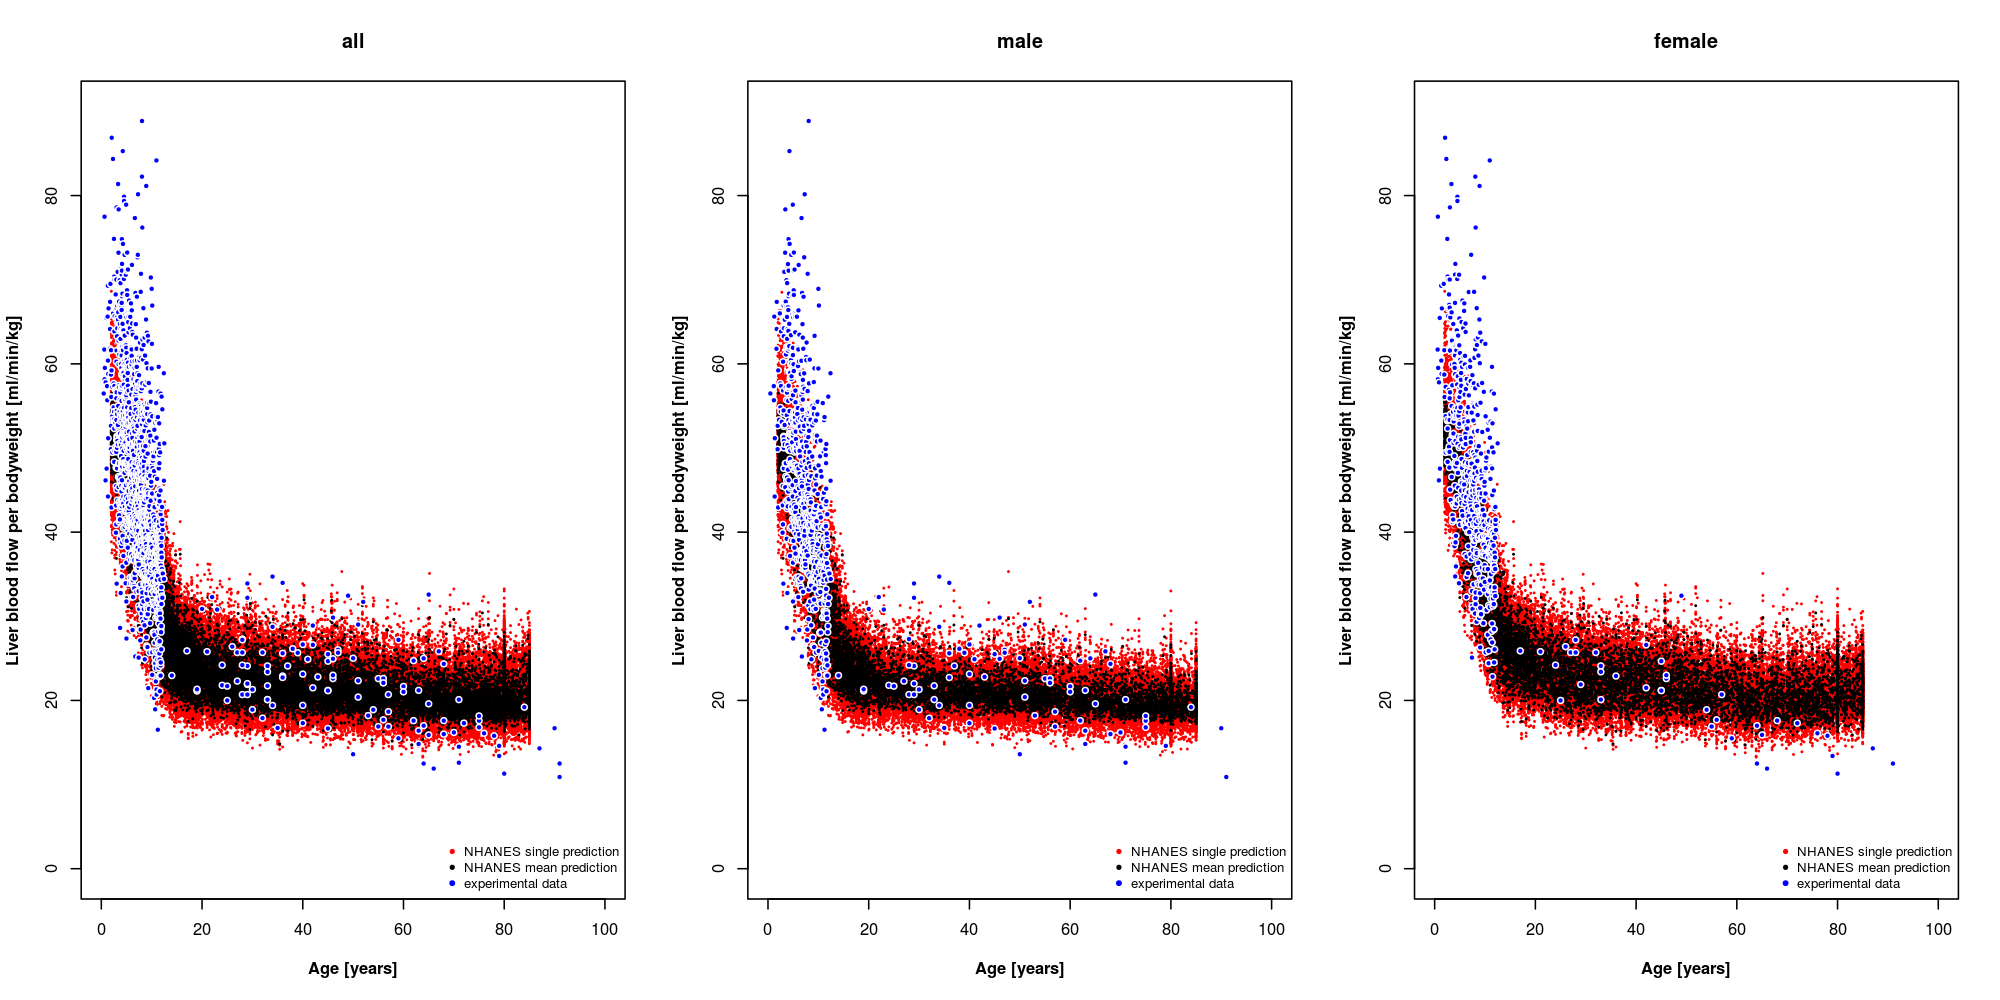 all
Liver blood flow per bodyweight [ml/min/kg]
80
60
40
20
0
NHANES single prediction
NHANES mean prediction
experimental data
0 20 40 60 80 100
Age [years]
male
Liver blood flow per bodyweight [ml/min/kg]
80
60
40
20
0
NHANES single prediction
NHANES mean prediction
experimental data
0 20 40 60 80 100
Age [years]
female
Liver blood flow per bodyweight [ml/min/kg]
80
60
40
20
0
NHANES single prediction
NHANES mean prediction
experimental data
0 20 40 60 80 100
Age [years]